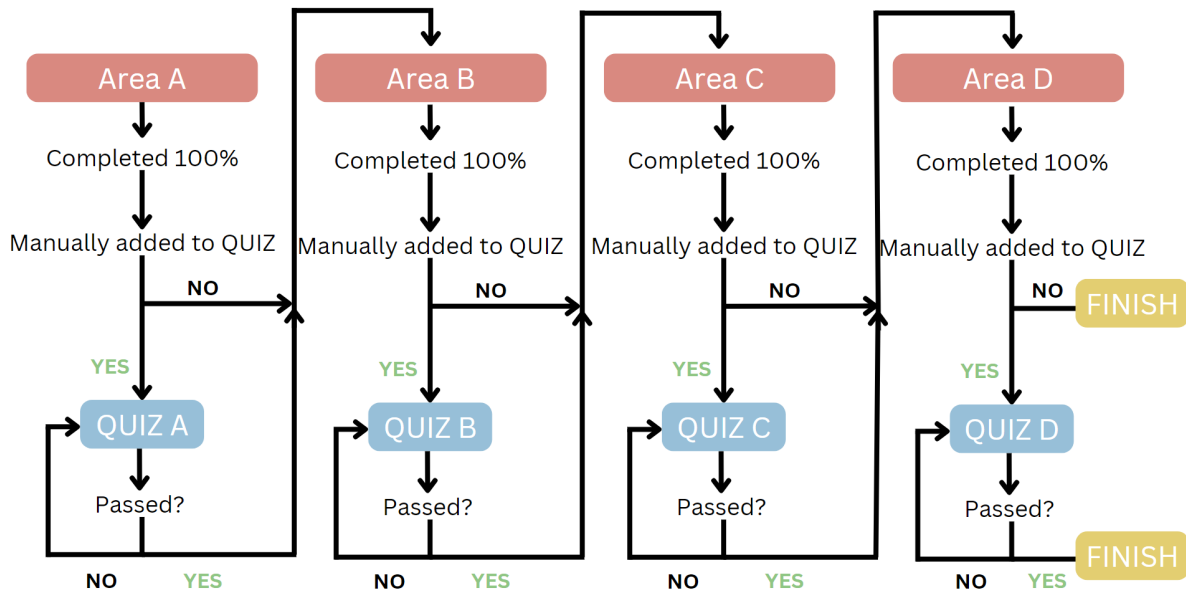 Area A
Completed 100%
Manually added to QUIZ
NO
YES
QUIZ A
Passed?
NO
YES
Area B
Completed 100%
Manually added to QUIZ
NO
YES
QUIZ B
Passed?
NO
YES
Area C
Completed 100%
Manually added to QUIZ
NO
YES
QUIZ C
Passed?
NO
YES
Area D
Completed 100%
Manually added to QUIZ
NO
FINISH
YES
QUIZ D
Passed?
FINISH
NO
YES